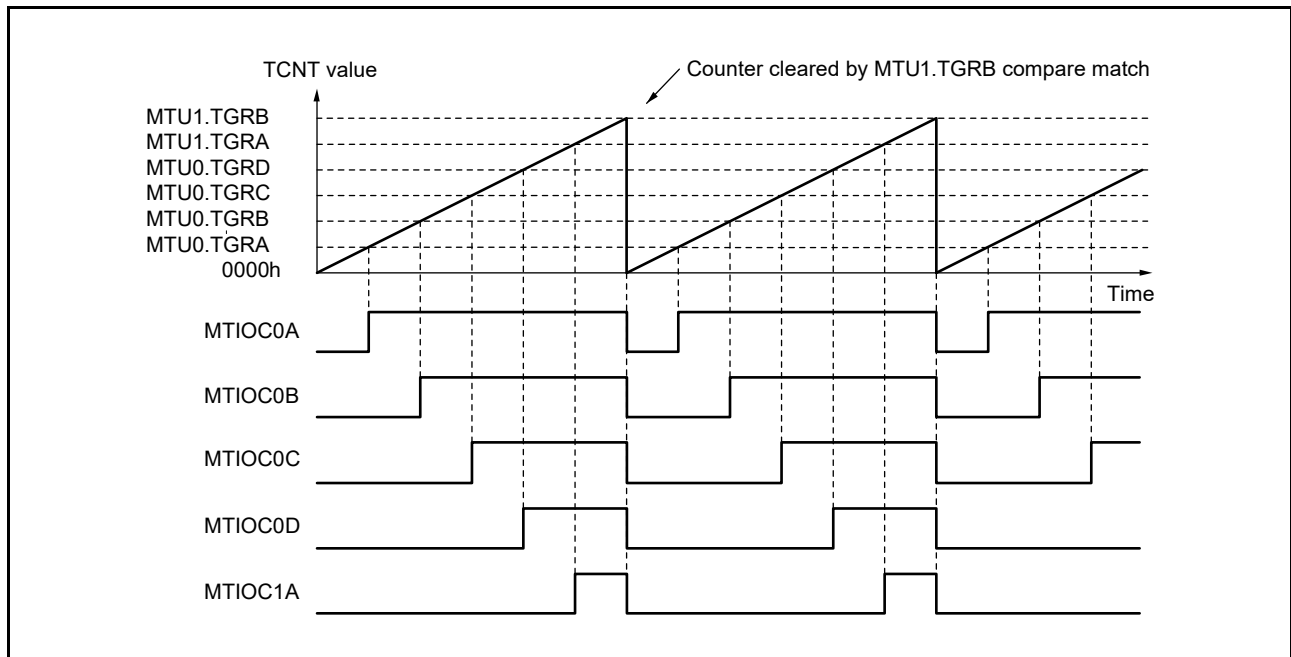 TCNT value
Counter cleared by MTU1.TGRB compare match
MTU1.TGRB
MTU1.TGRA
MTU0.TGRD
MTU0.TGRC
MTU0.TGRB
MTU0.TGRA
0000h
Time
MTIOC0A
MTIOC0B
MTIOC0C
MTIOC0D
MTIOC1A